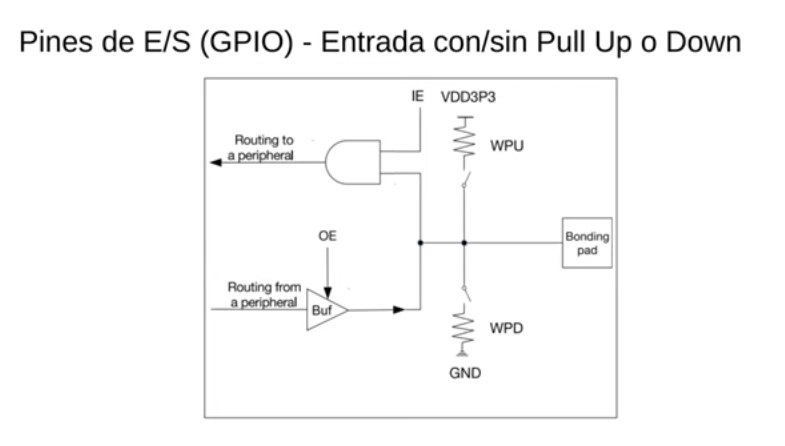 Pines de E/S (GPIO) - Entrada con/sin Pull Up o Down
IE VDD3P3
Routing to
a peripheral
WPU
OE
Bonding
pad
Routing from
a peripheral
Buf
WPD
GND